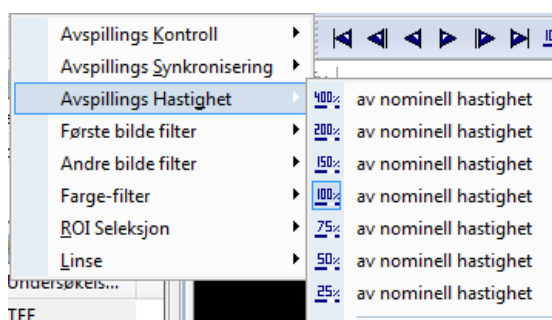 Avspillings Kontroll
Avspillings Synkronisering
Avspillings Hastighet
Første bilde filter
Andre bilde filter
Farge-filter
ROI Seleksjon
Linse
Undersøkels...
TEE
400% av nominell hastighet
200% av nominell hastighet
150% av nominell hastighet
100% av nominell hastighet
75% av nominell hastighet
50% av nominell hastighet
25% av nominell hastighet